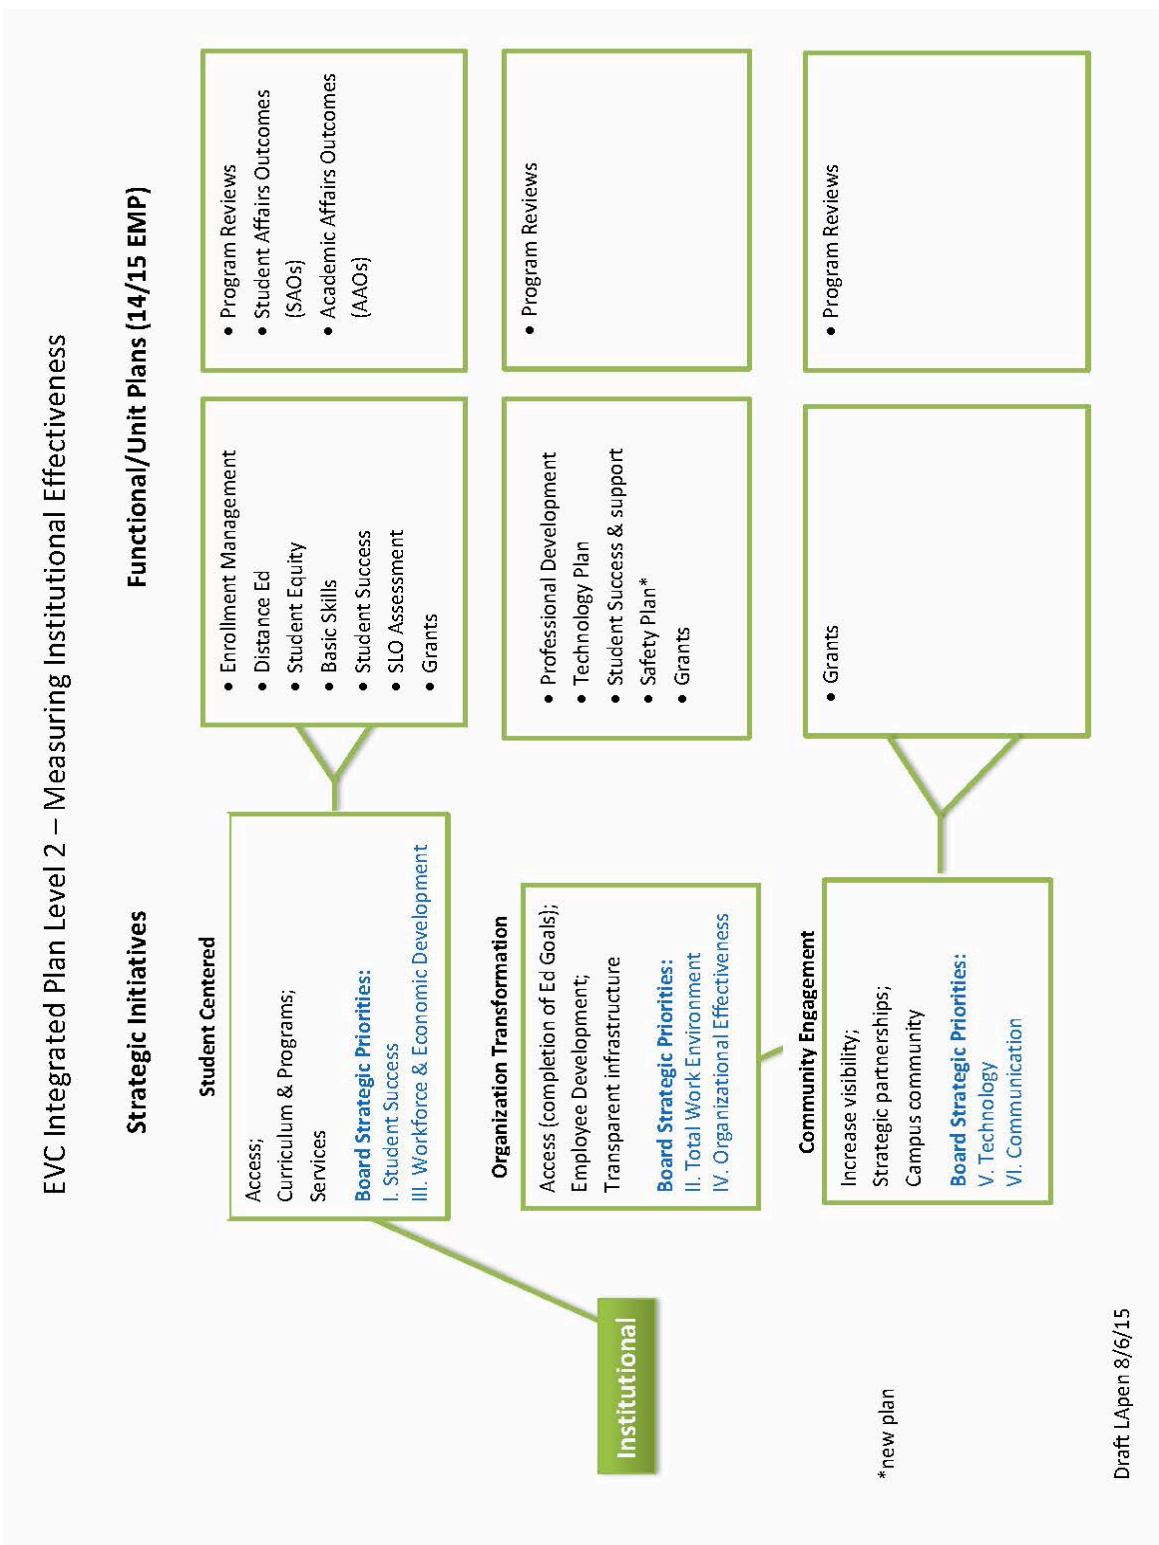 EVC Integrated Plan Level 2 – Measuring Institutional Effectiveness
Strategic Initiatives
Functional/Unit Plans (14/15 EMP)
Institutional
Student Centered
Access;
Curriculum & Programs;
Services
Board Strategic Priorities:
I. Student Success
III. Workforce & Economic Development
• Enrollment Management
• Distance Ed
• Student Equity
• Basic Skills
• Student Success
• SLO Assessment
• Grants
• Program Reviews
• Student Affairs Outcomes
(SAOs)
• Academic Affairs Outcomes
(AAOs)
Organization Transformation
Access (completion of Ed Goals);
Employee Development;
Transparent infrastructure
Board Strategic Priorities:
II. Total Work Environment
IV. Organizational Effectiveness
• Professional Development
• Technology Plan
• Student Success & support
• Safety Plan*
• Grants
• Program Reviews
Community Engagement
Increase visibility;
Strategic partnerships;
Campus community
Board Strategic Priorities:
V. Technology
VI. Communication
• Grants
• Program Reviews
*new plan
Draft LApen 8/6/15